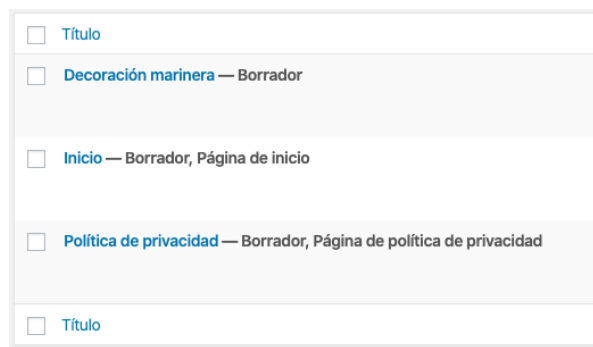 Título
Decoración marinera — Borrador
Inicio — Borrador, Página de inicio
Política de privacidad — Borrador, Página de política de privacidad
Título